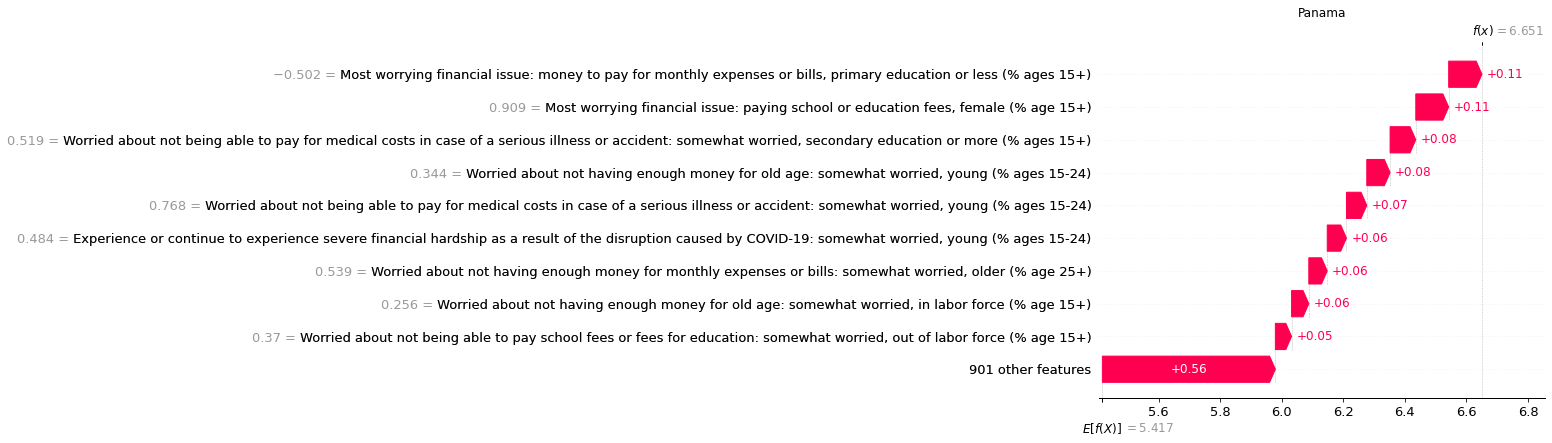 Panama
f(x) = 6.651
−0.502 = Most worrying financial issue: money to pay for monthly expenses or bills, primary education or less (% ages 15+)
+0.11
0.909 = Most worrying financial issue: paying school or education fees, female (% age 15+)
+0.11
0.519 = Worried about not being able to pay for medical costs in case of a serious illness or accident: somewhat worried, secondary education or more (% ages 15+)
+0.08
0.344 = Worried about not having enough money for old age: somewhat worried, young (% ages 15-24)
+0.08
0.768 = Worried about not being able to pay for medical costs in case of a serious illness or accident: somewhat worried, young (% ages 15-24)
+0.07
0.484 = Experience or continue to experience severe financial hardship as a result of the disruption caused by COVID-19: somewhat worried, young (% ages 15-24)
+0.06
0.539 = Worried about not having enough money for monthly expenses or bills: somewhat worried, older (% age 25+)
+0.06
0.256 = Worried about not having enough money for old age: somewhat worried, in labor force (% age 15+)
+0.06
0.37 = Worried about not being able to pay school fees or fees for education: somewhat worried, out of labor force (% age 15+)
+0.05
901 other features
+0.56
5.6 5.8 6.0 6.2 6.4 6.6 6.8
E[f(X)] = 5.417